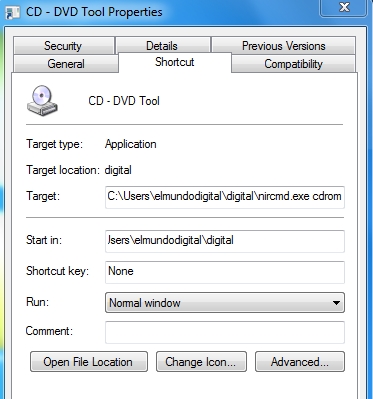 CD - DVD Tool Properties
Security Details Previous Versions
General Shortcut Compatibility
CD - DVD Tool
Target type: Application
Target location: digital
Target: C:\Users\elmundodigital\digital\nircmd.exe cdrom
Start in: Jsers\elmundodigital\digital
Shortcut key: None
Run: Normal window
Comment:
Open File Location Change Icon... Advanced...